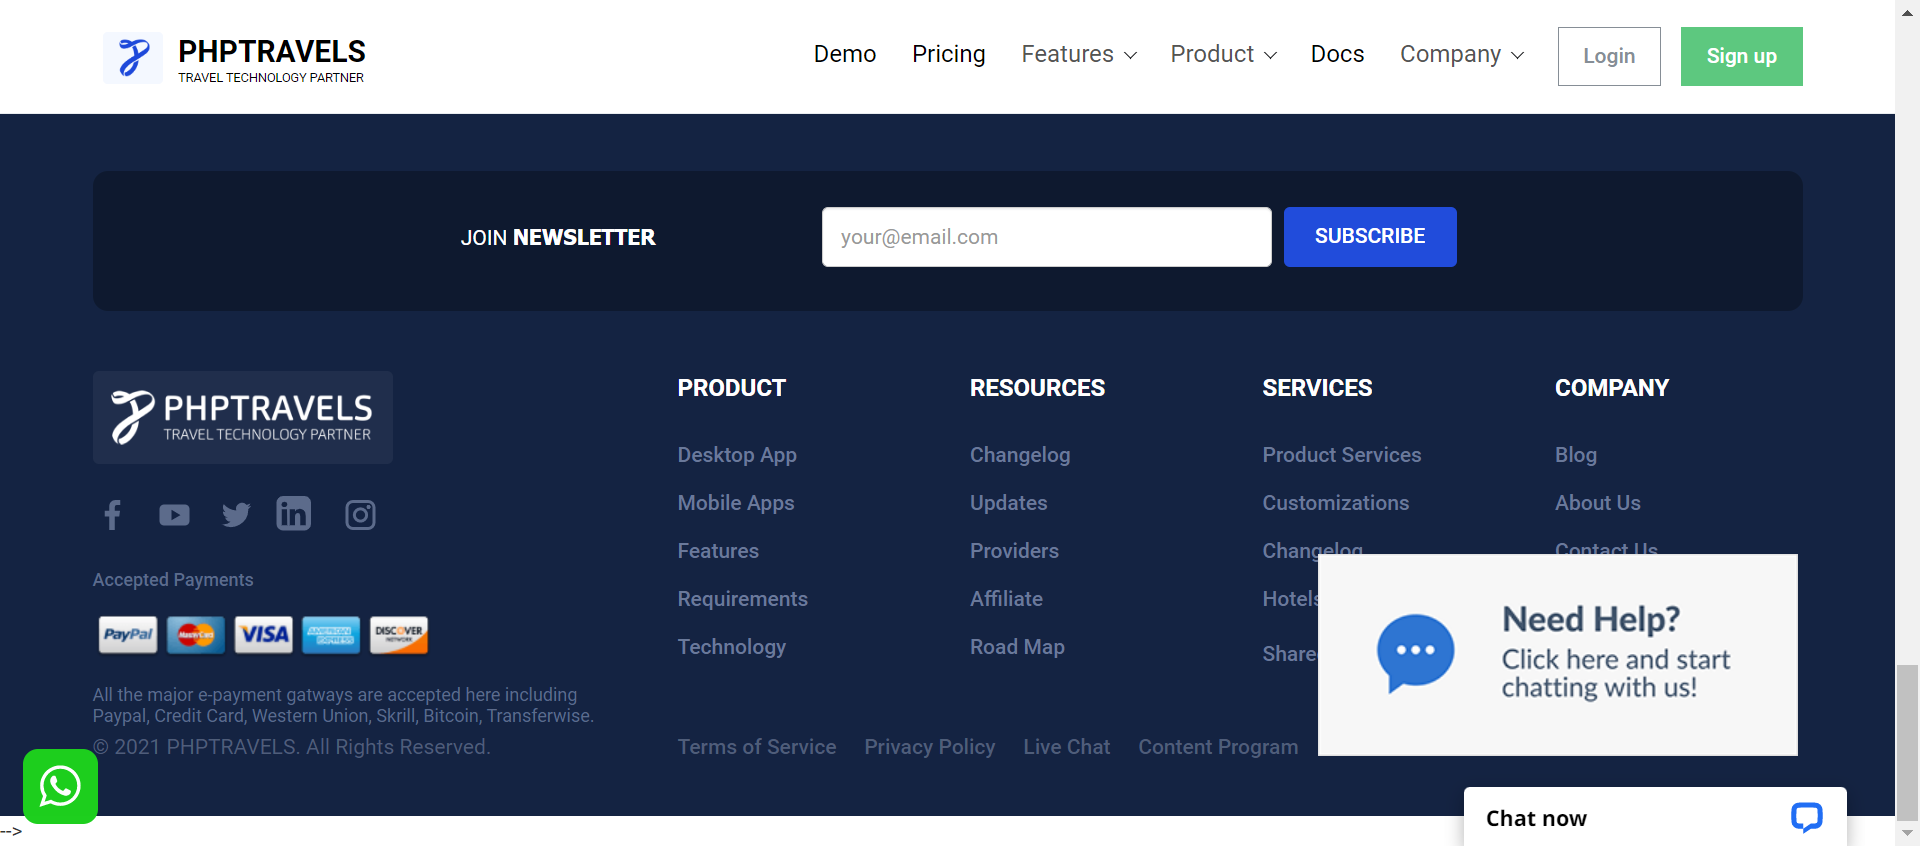 PHPTRAVELS
TRAVEL TECHNOLOGY PARTNER
Demo Pricing Features Product Docs Company Login Sign up
JOIN NEWSLETTER your@email.com SUBSCRIBE
PHPTRAVELS
TRAVEL TECHNOLOGY PARTNER
Accepted Payments
PayPal MasterCard VISA AMERICAN EXPRESS DISCOVER NETWORK
All the major e-payment gatways are accepted here including
Paypal, Credit Card, Western Union, Skrill, Bitcoin, Transferwise.
© 2021 PHPTRAVELS. All Rights Reserved.
PRODUCT
Desktop App
Mobile Apps
Features
Requirements
Technology
RESOURCES
Changelog
Updates
Providers
Affiliate
Road Map
SERVICES
Product Services
Customizations
Changelog
Hotels
Share
COMPANY
Blog
About Us
Contact Us
Terms of Service Privacy Policy Live Chat Content Program
Need Help?
Click here and start
chatting with us!
Chat now
-->